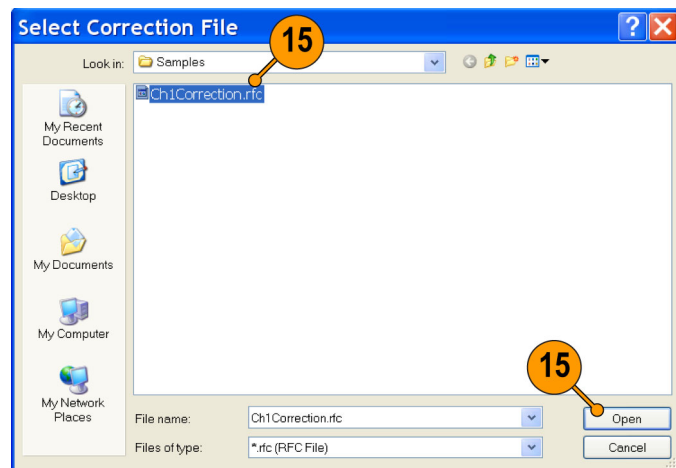 Select Correction File
15
Look in: Samples
Ch1Correction.rfc
My Recent
Documents
Desktop
My Documents
My Computer
My Network
Places
15
File name: Ch1Correction.rfc Open
Files of type: *.rfc (RFC File) Cancel